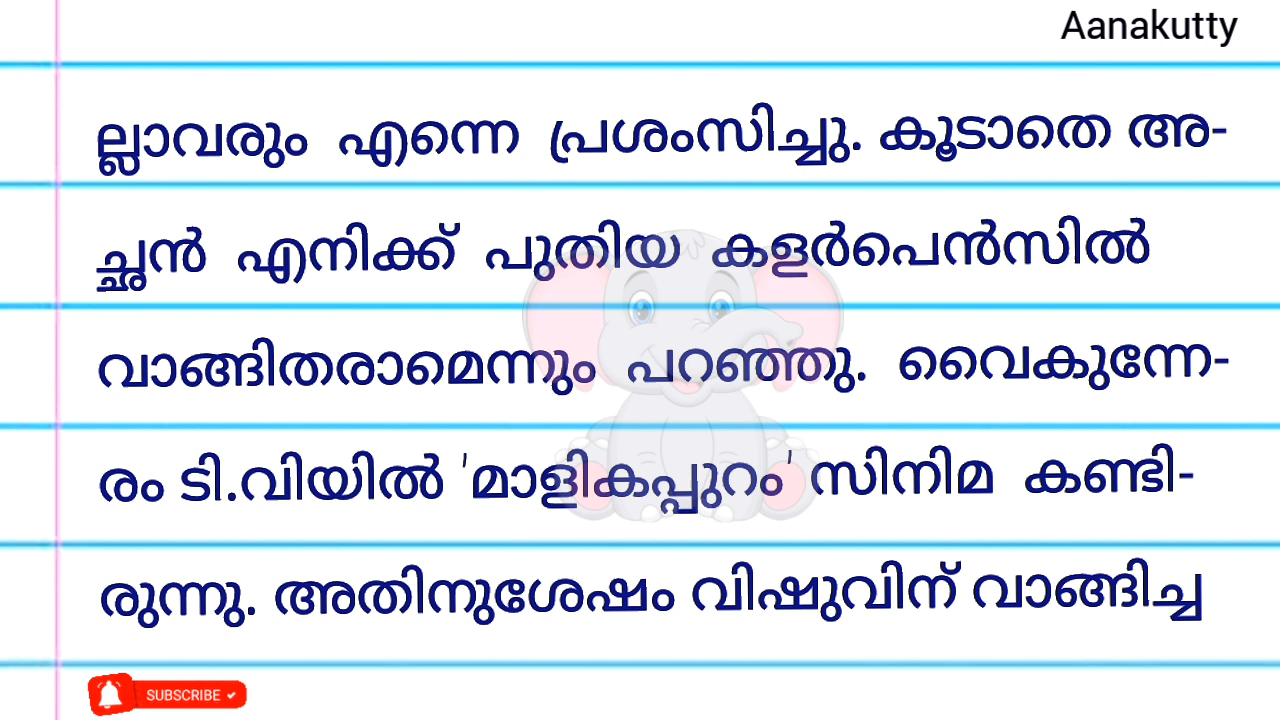 Aanakutty
ല്ലാവരും എന്നെ പ്രശംസിച്ചു. കൂടാതെ അ-
ച്ഛൻ എനിക്ക് പുതിയ കളർപെൻസിൽ
വാങ്ങിതരാമെന്നും പറഞ്ഞു. വൈകുന്നേ-
രം ടി.വിയിൽ 'മാളികപ്പുറം' സിനിമ കണ്ടി-
രുന്നു. അതിനുശേഷം വിഷുവിന് വാങ്ങിച്ച
SUBSCRIBE